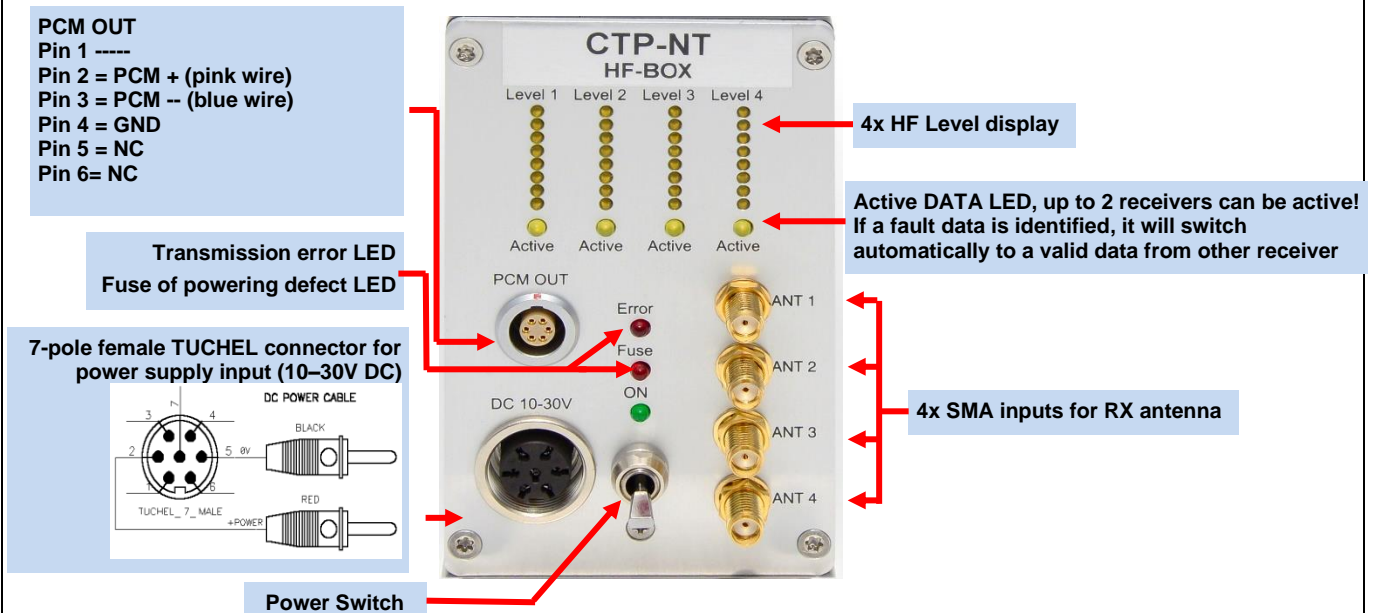 PCM OUT
Pin 1 -----
Pin 2 = PCM + (pink wire)
Pin 3 = PCM -- (blue wire)
Pin 4 = GND
Pin 5 = NC
Pin 6= NC
Transmission error LED
Fuse of powering defect LED
7-pole female TUCHEL connector for
power supply input (10–30V DC)
DC POWER CABLE
7
3
4
BLACK
2
5
0V
1
6
RED
TUCHEL_ 7_ MALE
+POWER
Power Switch
CTP-NT
HF-BOX
Level 1 Level 2 Level 3 Level 4
Active Active Active Active
PCM OUT
Error
Fuse
ON
DC 10-30V
ANT 1
ANT 2
ANT 3
ANT 4
4x HF Level display
Active DATA LED, up to 2 receivers can be active!
If a fault data is identified, it will switch
automatically to a valid data from other receiver
4x SMA inputs for RX antenna